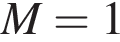 M = 1